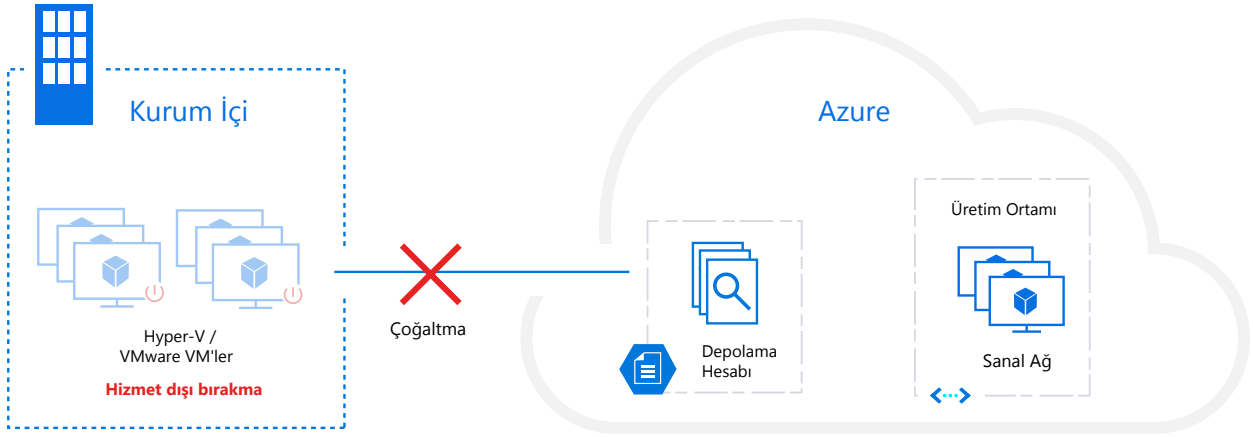 Kurum İçi
Azure
Üretim Ortamı
Çoğaltma
Hyper-V /
VMware VM'ler
Hizmet dışı bırakma
Depolama
Hesabı
Sanal Ağ